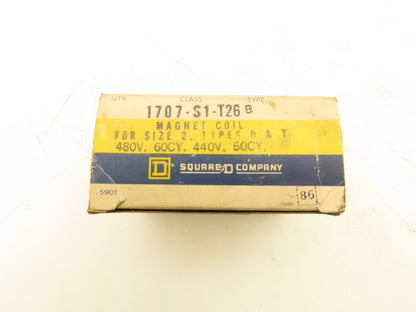 QTY. CLASS TYPE
1707-S1-T26 B
MAGNET COIL
FOR SIZE 2, TYPES D & T
480V. 60CY. 440V. 50CY.
D SQUARE D COMPANY
5901
86